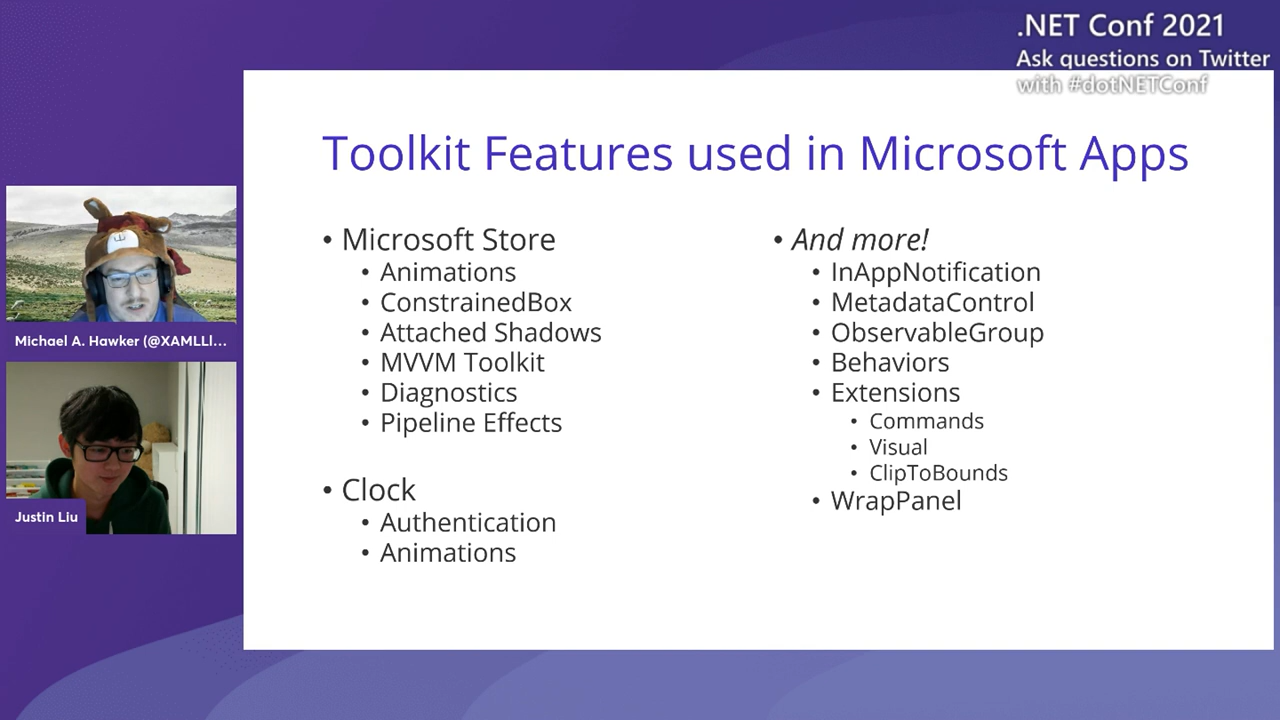 .NET Conf 2021
Ask questions on Twitter
with #dotNETConf
Toolkit Features used in Microsoft Apps
• Microsoft Store
• Animations
• ConstrainedBox
• Attached Shadows
• MVVM Toolkit
• Diagnostics
• Pipeline Effects
• Clock
• Authentication
• Animations
• And more!
• InAppNotification
• MetadataControl
• ObservableGroup
• Behaviors
• Extensions
• Commands
• Visual
• ClipToBounds
• WrapPanel
Michael A. Hawker (@XAMLLl...
Justin Liu